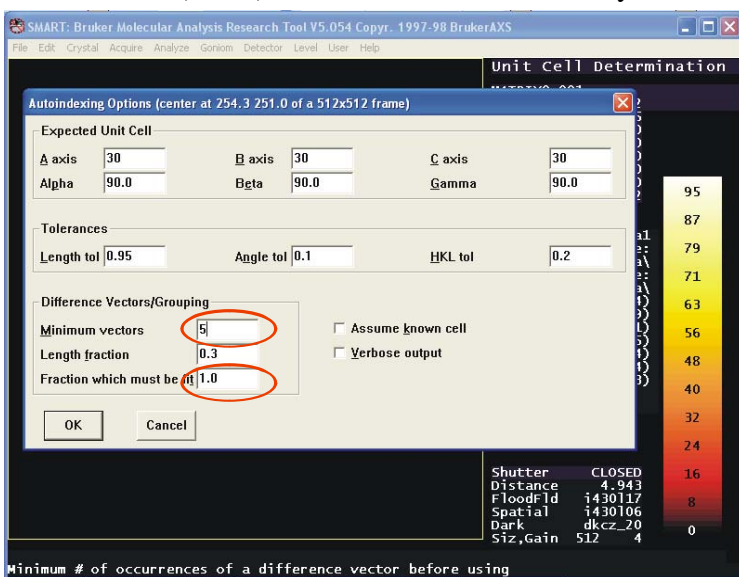 SMART: Bruker Molecular Analysis Research Tool V5.054 Copyr. 1997-98 BrukerAXS
File Edit Crystal Acquire Analyze Goniom Detector Level User Help
Unit Cell Determination
Autoindexing Options (center at 254.3 251.0 of a 512x512 frame)
Expected Unit Cell
A axis 30 B axis 30 C axis 30
Alpha 90.0 Beta 90.0 Gamma 90.0
Tolerances
Length tol 0.95 Angle tol 0.1 HKL tol 0.2
Difference Vectors/Grouping
Minimum vectors 5
Assume known cell
Length fraction 0.3
Verbose output
Fraction which must be fit 1.0
OK Cancel
95
87
79
71
63
56
48
40
32
24
16
8
0
Shutter CLOSED
Distance 4.943
FloodFld i430117
Spatial i430106
Dark dkcz_20
Siz,Gain 512 4
Minimum # of occurrences of a difference vector before using